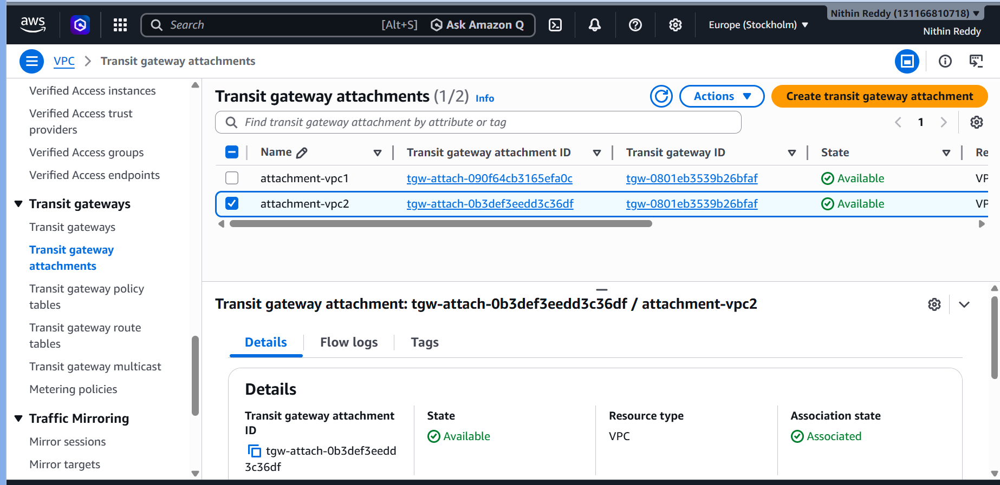 aws
Search [Alt+S] Ask Amazon Q
Europe (Stockholm)
Nithin Reddy (131166810718)
Nithin Reddy
VPC > Transit gateway attachments
Verified Access instances
Verified Access trust
providers
Verified Access groups
Verified Access endpoints
Transit gateways
Transit gateways
Transit gateway
attachments
Transit gateway policy
tables
Transit gateway route
tables
Transit gateway multicast
Metering policies
Traffic Mirroring
Mirror sessions
Mirror targets
Transit gateway attachments (1/2) Info
Actions
Create transit gateway attachment
Find transit gateway attachment by attribute or tag
1
Name Transit gateway attachment ID Transit gateway ID State Re
attachment-vpc1 tgw-attach-090f64cb3165efa0c tgw-0801eb3539b26bfaf Available VP
attachment-vpc2 tgw-attach-0b3def3eedd3c36df tgw-0801eb3539b26bfaf Available VP
Transit gateway attachment: tgw-attach-0b3def3eedd3c36df / attachment-vpc2
Details Flow logs Tags
Details
Transit gateway attachment
ID
tgw-attach-0b3def3eedd
3c36df
State
Available
Resource type
VPC
Association state
Associated